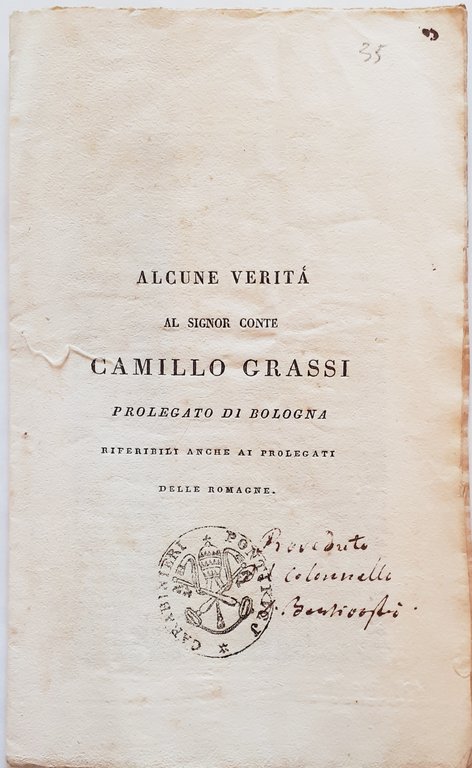 35
ALCUNE VERITÁ
AL SIGNOR CONTE
CAMILLO GRASSI
PROLEGATO DI BOLOGNA
RIFERIBILI ANCHE AI PROLEGATI
DELLE ROMAGNE.
CARABINIERI * PONTIFICJ *
Proveduto
dal Colonnello